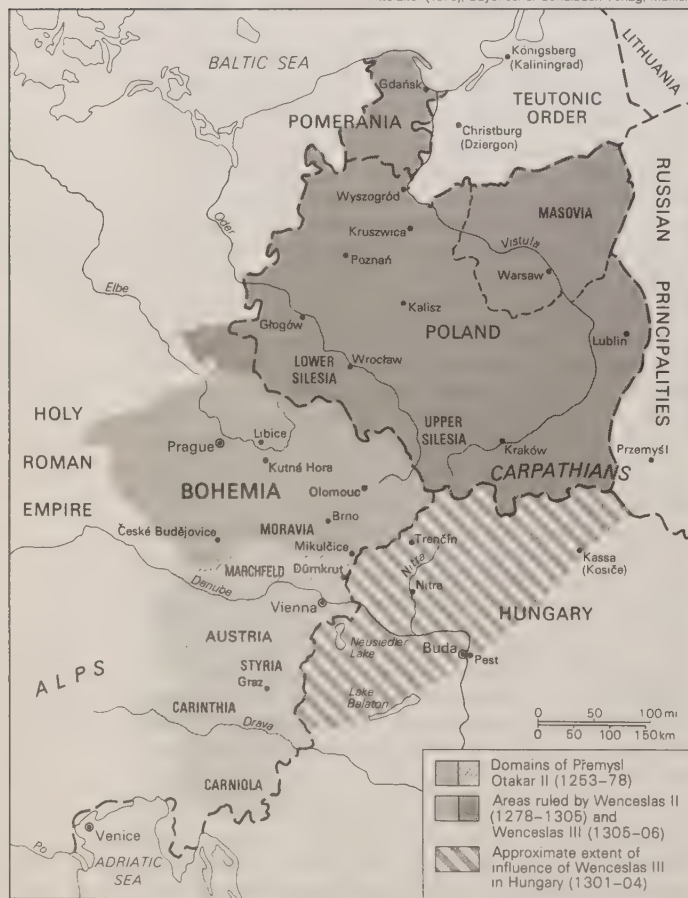 BALTIC SEA
Königsberg
(Kaliningrad)
LITHUANIA
Gdańsk
TEUTONIC
ORDER
POMERANIA
Christburg
(Dziergon)
Wyszogród
MASOVIA
RUSSIAN
PRINCIPALITIES
Kruszwica
Oder
Vistula
Poznań
Warsaw
Elbe
Kalisz
Głogów
POLAND
Lublin
LOWER
SILESIA
Wrocław
HOLY
ROMAN
EMPIRE
UPPER
SILESIA
Libice
Prague
Kraków
Przemyśl
Kutná Hora
CARPATHIANS
BOHEMIA
Olomouc
Brno
MORAVIA
České Budějovice
Trenčín
Mikulčice
Kassa
(Kosiče)
MARCHFELD
Dürnkrut
Nitra
Nitra
Danube
Vienna
HUNGARY
AUSTRIA
Neusiedler
Lake
Buda
Pest
ALPS
STYRIA
Graz
Lake
Balaton
CARINTHIA
Drava
0 50 100 mi
0 50 100 150 km
CARNIOLA
Venice
Po
ADRIATIC
SEA
Domains of Přemysl
Otakar II (1253–78)
Areas ruled by Wenceslas II
(1278–1305) and
Wenceslas III (1305–06)
Approximate extent of
influence of Wenceslas III
in Hungary (1301–04)